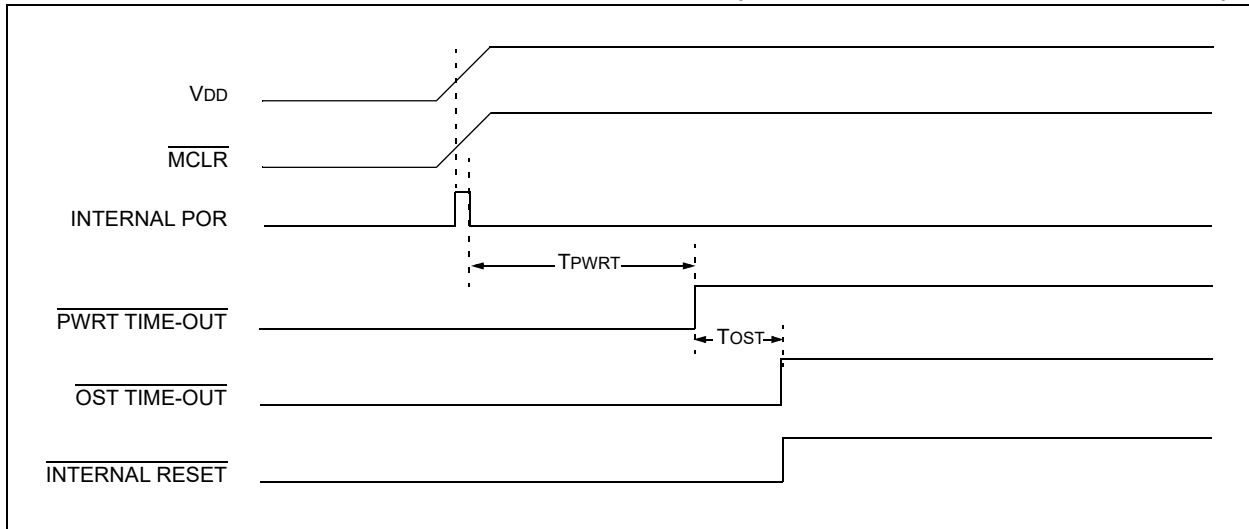 VDD
MCLR
INTERNAL POR
TPWRT
PWRT TIME-OUT
TOST
OST TIME-OUT
INTERNAL RESET